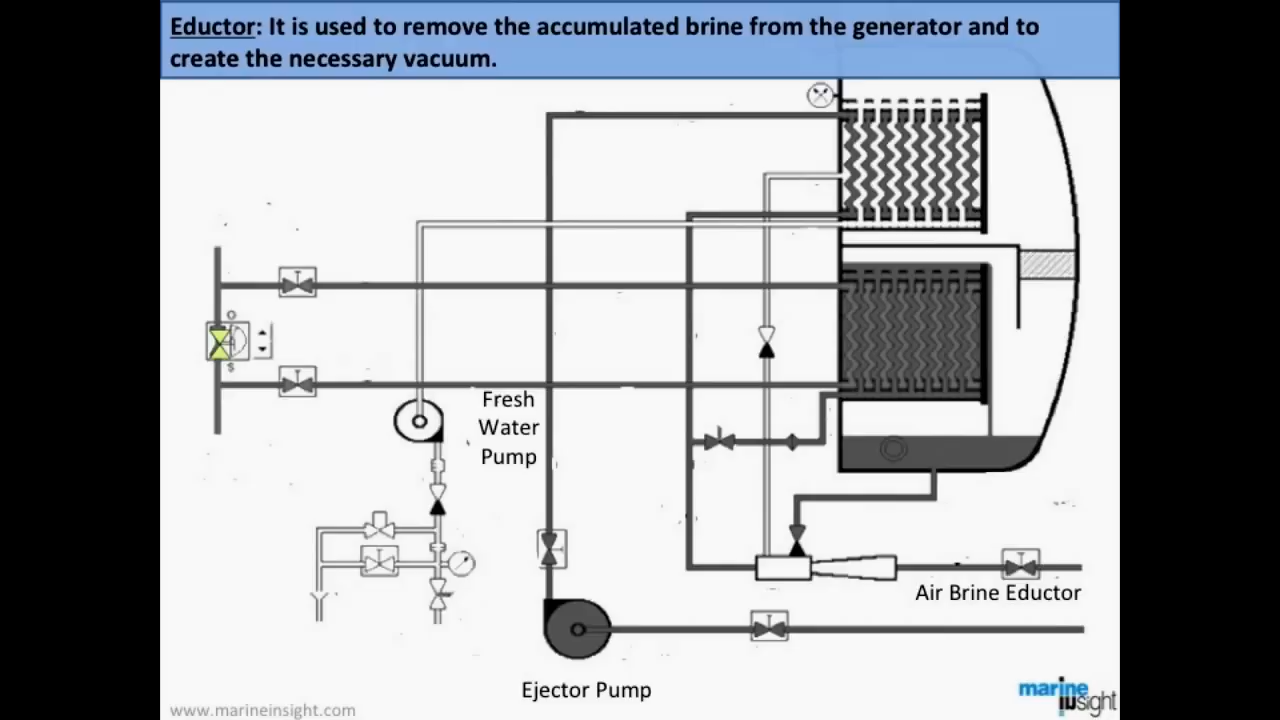 Eductor: It is used to remove the accumulated brine from the generator and to
create the necessary vacuum.
O
S
Fresh
Water
Pump
Air Brine Eductor
Ejector Pump
www.marineinsight.com
marine
insight